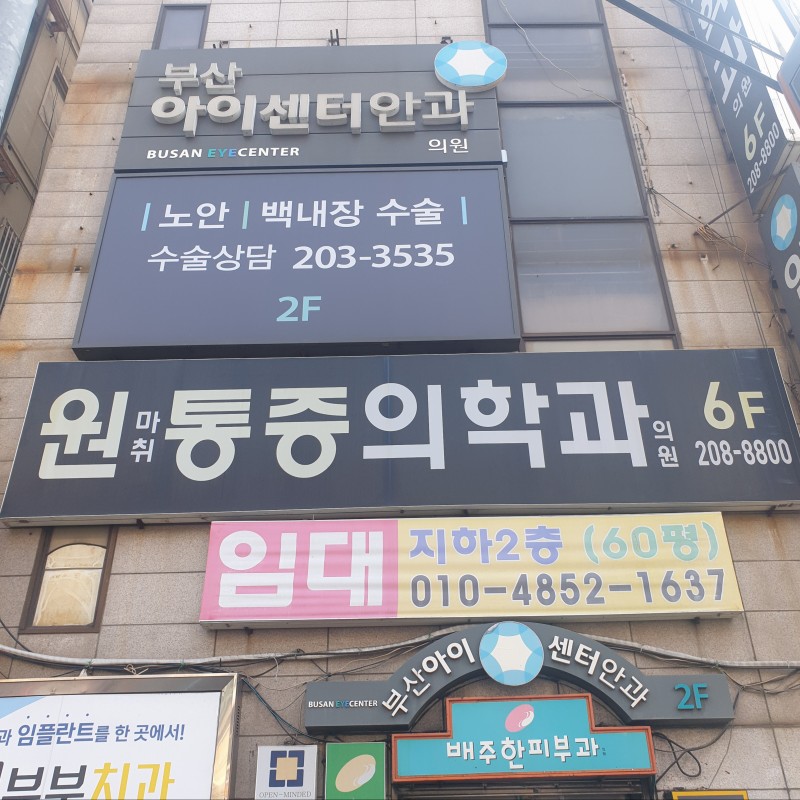 부산
아이센터안과
BUSAN EYECENTER
의원
노안 | 백내장 수술
수술상담 203-3535
2F
원마취통증의학과의원
6F
208-8800
임대
지하2층 (60평)
010-4852-1637
부산아이센터안과
BUSAN EYECENTER
2F
배주한피부과
과 임플란트를 한 곳에서!
부부치과
OPEN-MINDED
의원
6F
208-8800